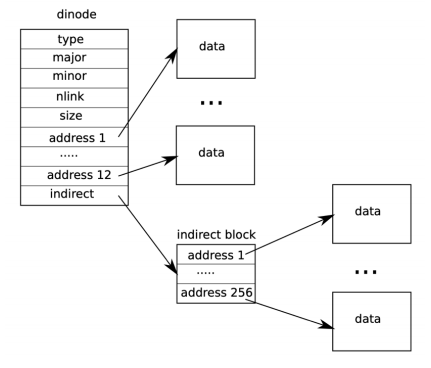 dinode
type
major
minor
nlink
size
address 1
.....
address 12
indirect
data
...
data
indirect block
address 1
.....
address 256
data
...
data